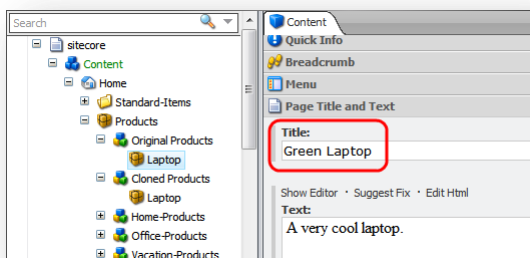 Search
sitecore
Content
Home
Standard-Items
Products
Original Products
Laptop
Cloned Products
Laptop
Home-Products
Office-Products
Vacation-Products
Content
Quick Info
Breadcrumb
Menu
Page Title and Text
Title:
Green Laptop
Show Editor · Suggest Fix · Edit Html
Text:
A very cool laptop.